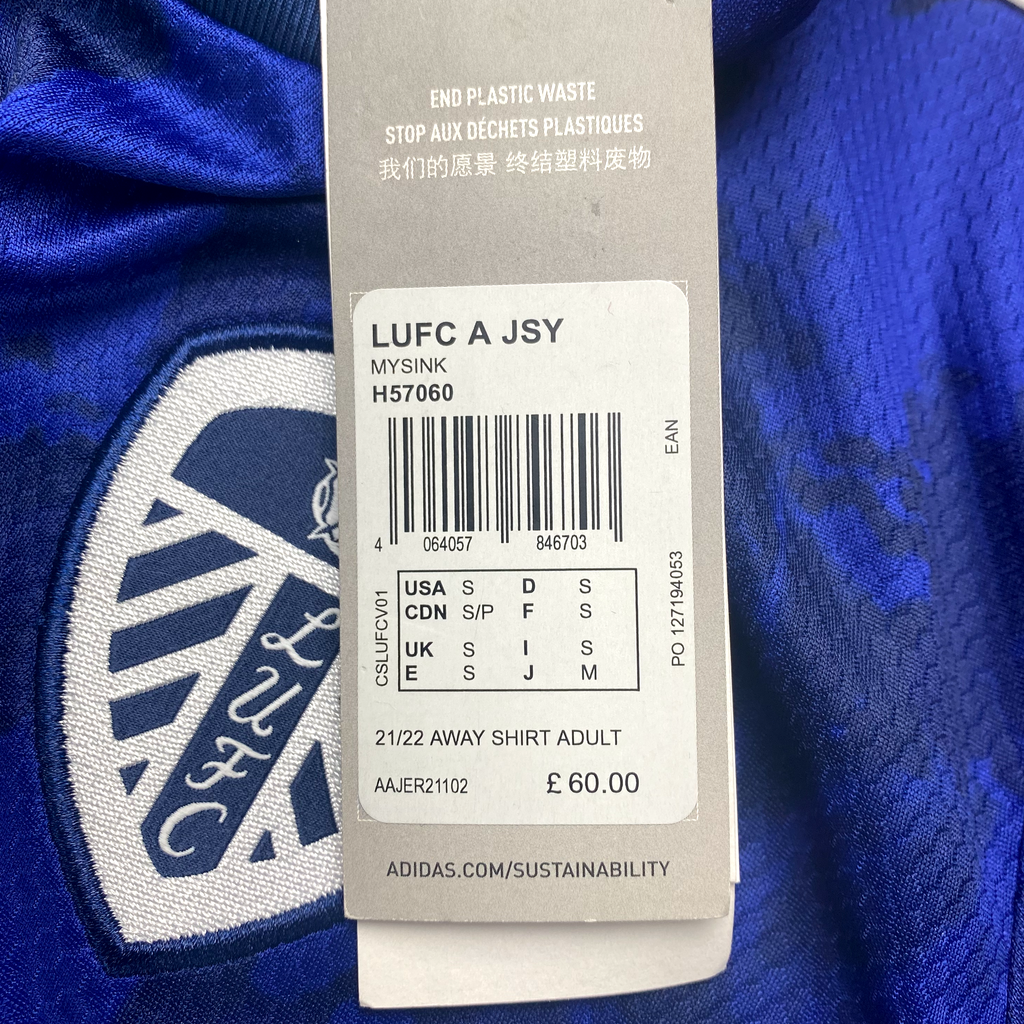 END PLASTIC WASTE
STOP AUX DÉCHETS PLASTIQUES
我们的愿景 终结塑料废物
LUFC A JSY
MYSINK
H57060
EAN
4 064057 846703
CSLUFCV01
PO 127194053
USA S D S
CDN S/P F S
UK S I S
E S J M
21/22 AWAY SHIRT ADULT
AAJER21102 £ 60.00
ADIDAS.COM/SUSTAINABILITY
LUFC